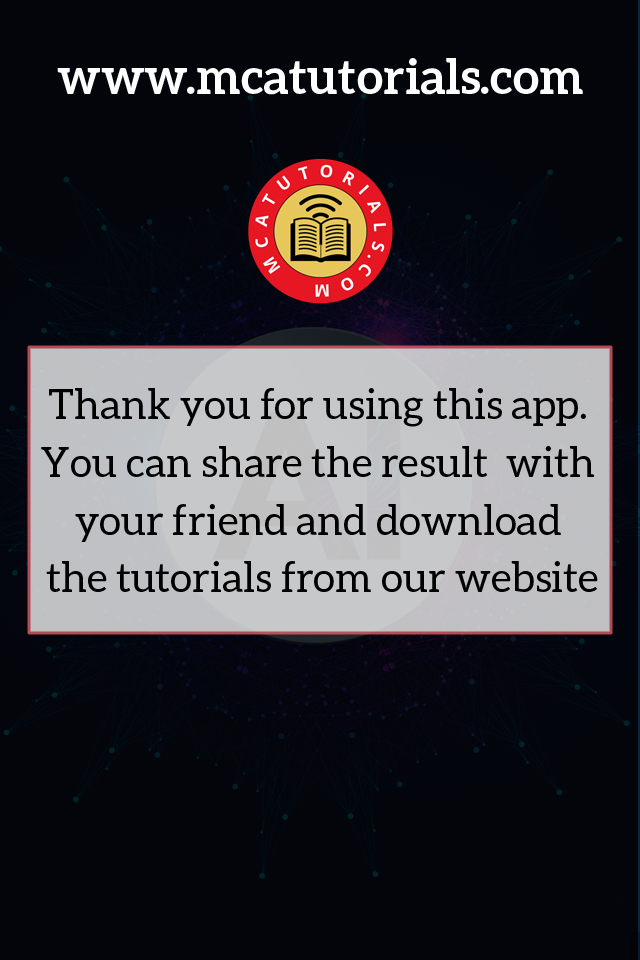 www.mcatutorials.com
MCATUTORIALS.COM
AI
Thank you for using this app.
You can share the result  with
your friend and download
the tutorials from our website